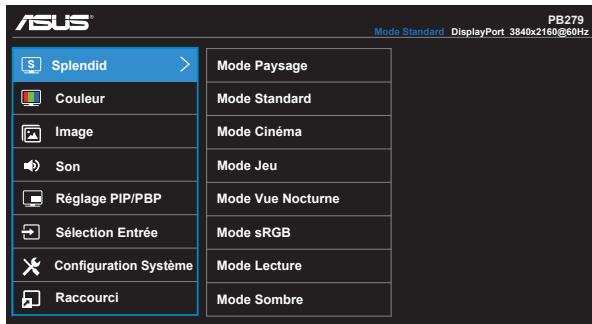 ASUS
PB279
Mode Standard DisplayPort 3840x2160@60Hz
S Splendid
Couleur
Image
Son
Réglage PIP/PBP
Sélection Entrée
Configuration Système
Raccourci
Mode Paysage
Mode Standard
Mode Cinéma
Mode Jeu
Mode Vue Nocturne
Mode sRGB
Mode Lecture
Mode Sombre